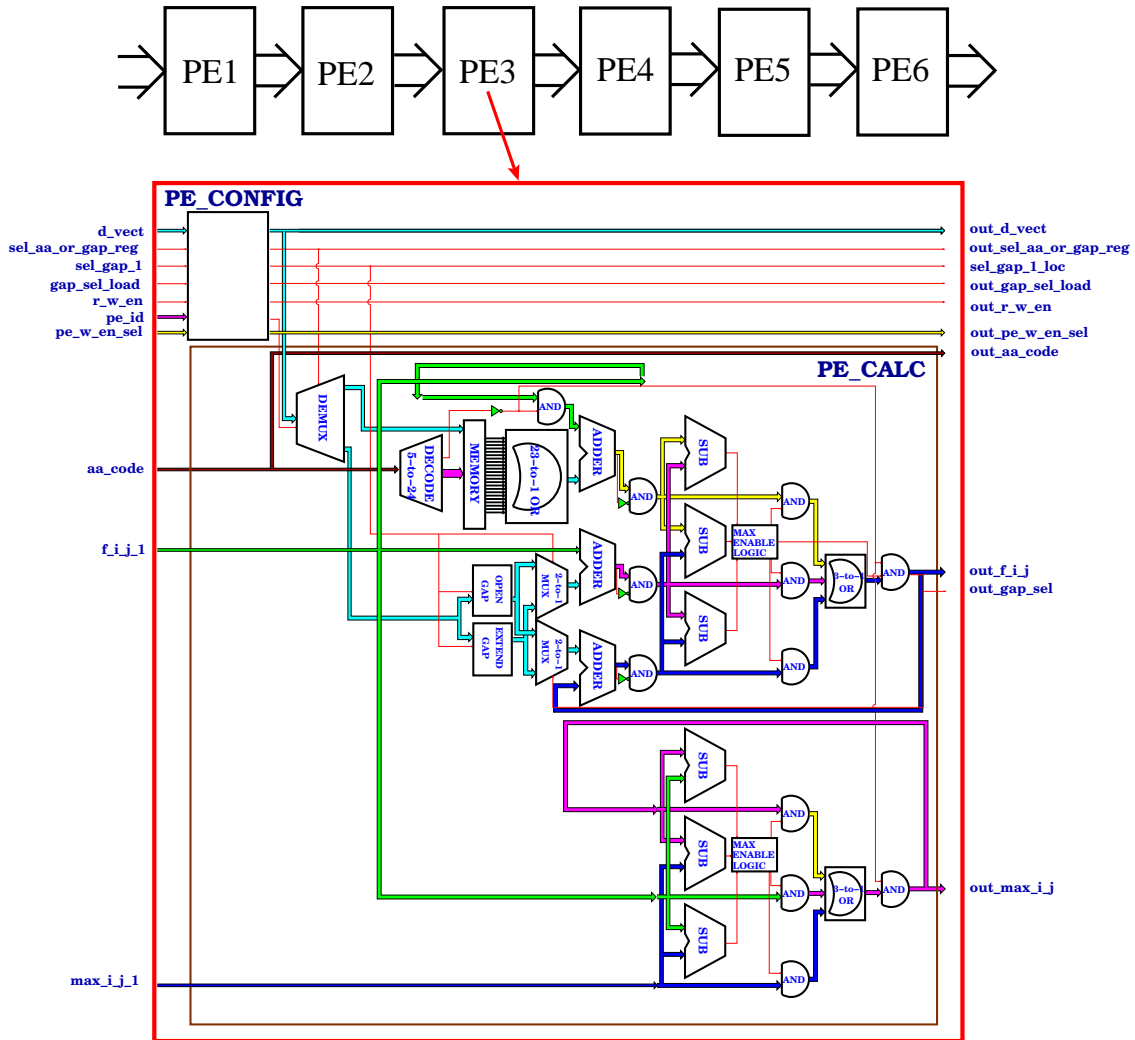 PE1 PE2 PE3 PE4 PE5 PE6
PE_CONFIG
d_vect
sel_aa_or_gap_reg
sel_gap_1
gap_sel_load
r_w_en
pe_id
pe_w_en_sel
out_d_vect
out_sel_aa_or_gap_reg
sel_gap_1_loc
out_gap_sel_load
out_r_w_en
out_pe_w_en_sel
out_aa_code
PE_CALC
DEMUX
aa_code
DECODE
5-to-24
MEMORY
23-to-1 OR
AND
ADDER
AND
SUB
SUB
SUB
MAX
ENABLE
LOGIC
AND
AND
AND
3-to-1
OR
AND
f_i_j_1
OPEN
GAP
EXTEND
GAP
2-to-1
MUX
2-to-1
MUX
ADDER
AND
ADDER
AND
out_f_i_j
out_gap_sel
SUB
SUB
SUB
MAX
ENABLE
LOGIC
AND
AND
AND
3-to-1
OR
AND
out_max_i_j
max_i_j_1